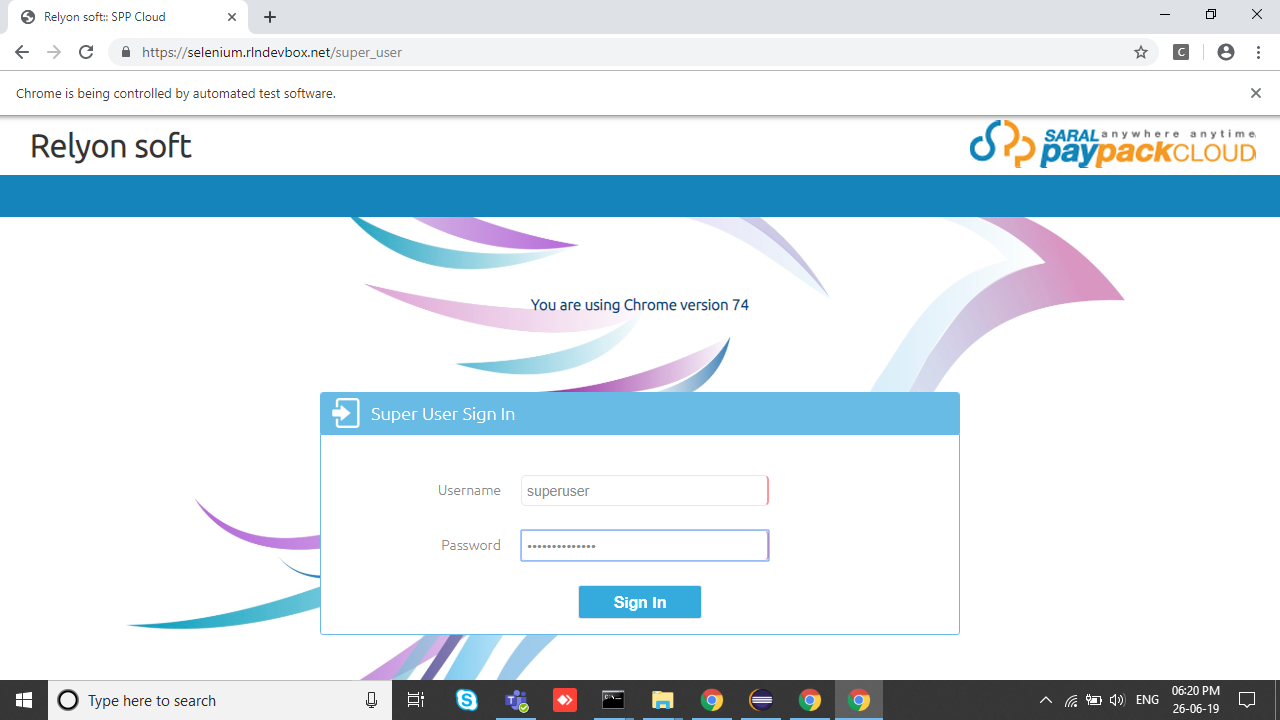 Relyon soft:: SPP Cloud
https://selenium.rlndevbox.net/super_user
C
Chrome is being controlled by automated test software.
Relyon soft
SARAL anywhere anytime
paypackCLOUD
You are using Chrome version 74
Super User Sign In
Username superuser
Password ••••••••••••••
Sign In
Type here to search
ENG
06:20 PM
26-06-19